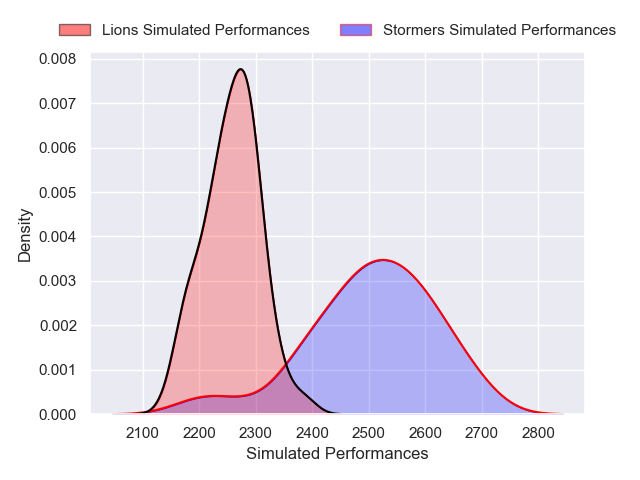 Lions Simulated Performances
Stormers Simulated Performances
0.008
0.007
0.006
0.005
0.004
0.003
0.002
0.001
0.000
Density
2100 2200 2300 2400 2500 2600 2700 2800
Simulated Performances